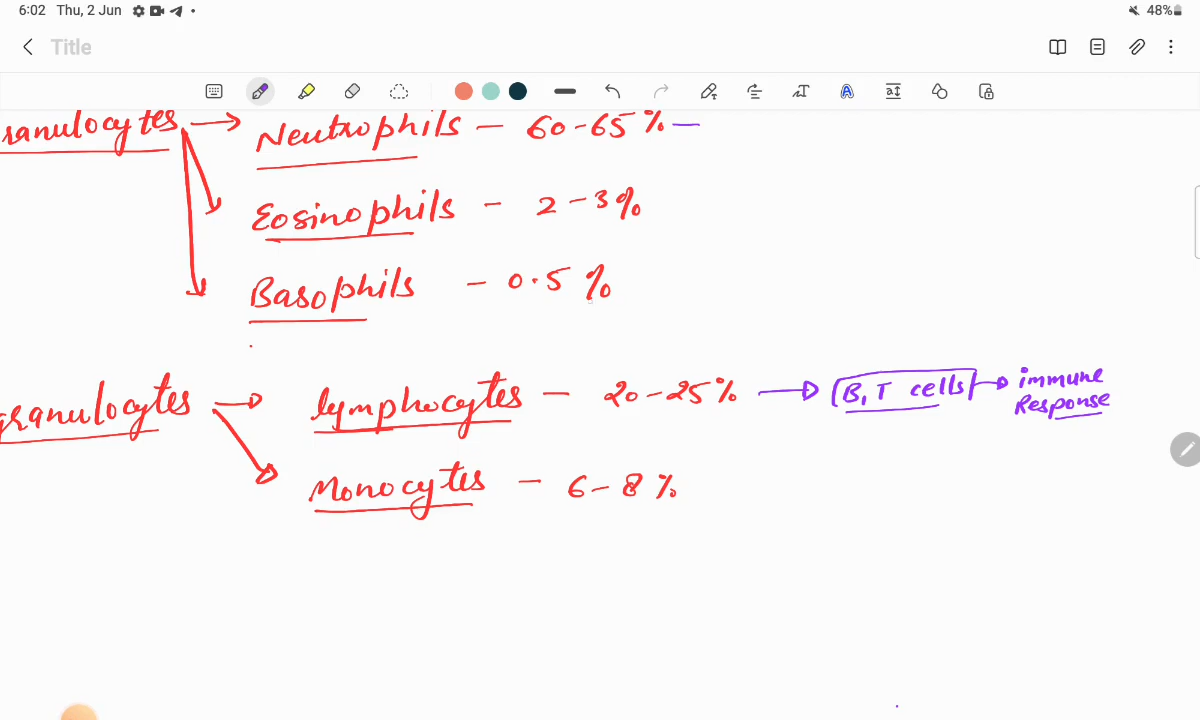 6:02 Thu, 2 Jun
48%
Title
ranulocytes → Neutrophils - 60-65 % -
Eosinophils - 2-3%
Basophils - 0.5 %
granulocytes → lymphocytes - 20-25 % → B, T cells → immune
Response
Monocytes - 6-8 %